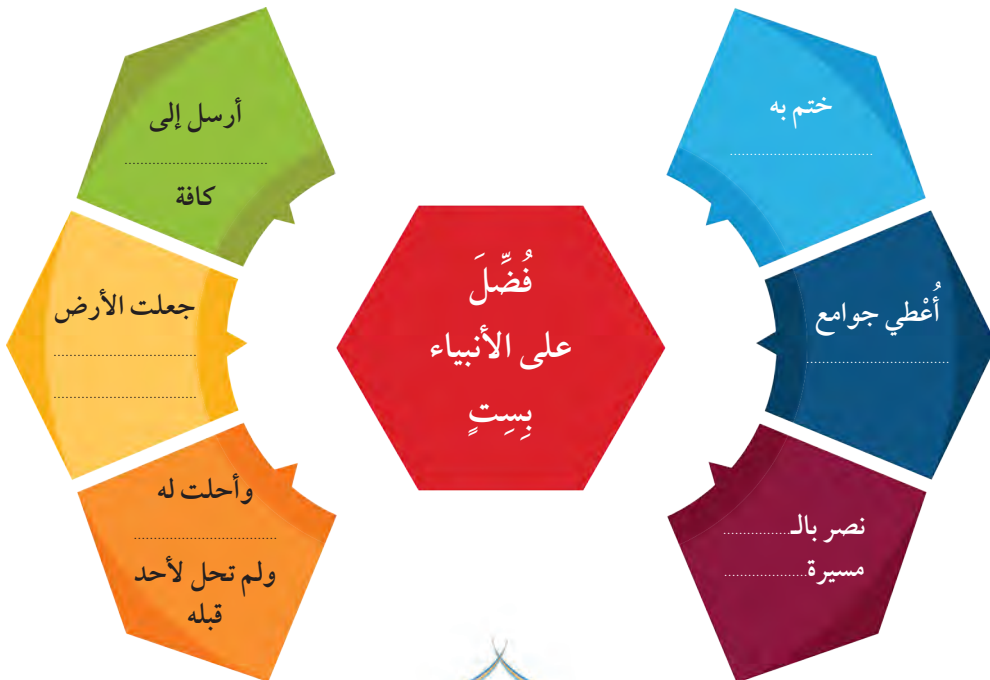 فُضِّلَ
على الأنبياء
بِسِتٍ
ختم به
................................
أُعْطي جوامع
................................
نصر بالـ................
مسيرة................
أرسل إلى
................................
كافة
جعلت الأرض
................................
................................
وأحلت له
................................
ولم تحل لأحد
قبله